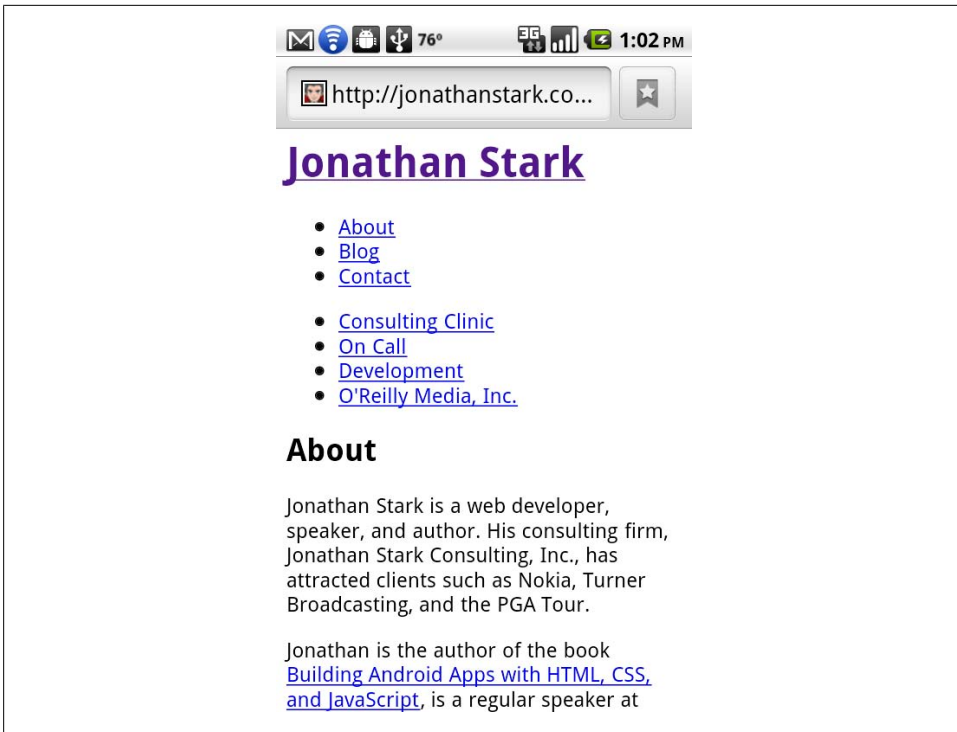 76°
3G
1:02 PM
http://jonathanstark.co...
Jonathan Stark
• About
• Blog
• Contact
• Consulting Clinic
• On Call
• Development
• O'Reilly Media, Inc.
About
Jonathan Stark is a web developer,
speaker, and author. His consulting firm,
Jonathan Stark Consulting, Inc., has
attracted clients such as Nokia, Turner
Broadcasting, and the PGA Tour.
Jonathan is the author of the book
Building Android Apps with HTML, CSS,
and JavaScript, is a regular speaker at